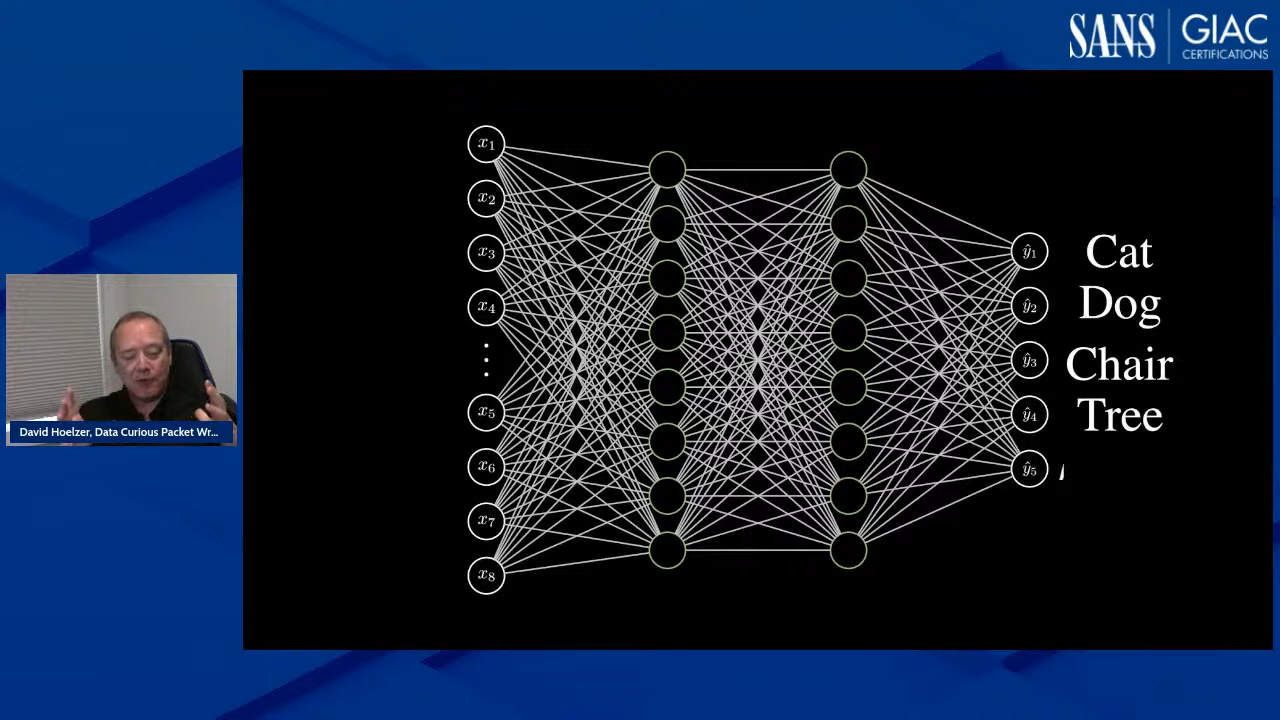 SANS
GIAC
CERTIFICATIONS
x1
x2
x3
x4
x5
x6
x7
x8
ŷ1
ŷ2
ŷ3
ŷ4
ŷ5
Cat
Dog
Chair
Tree
David Hoelzer, Data Curious Packet Wr...